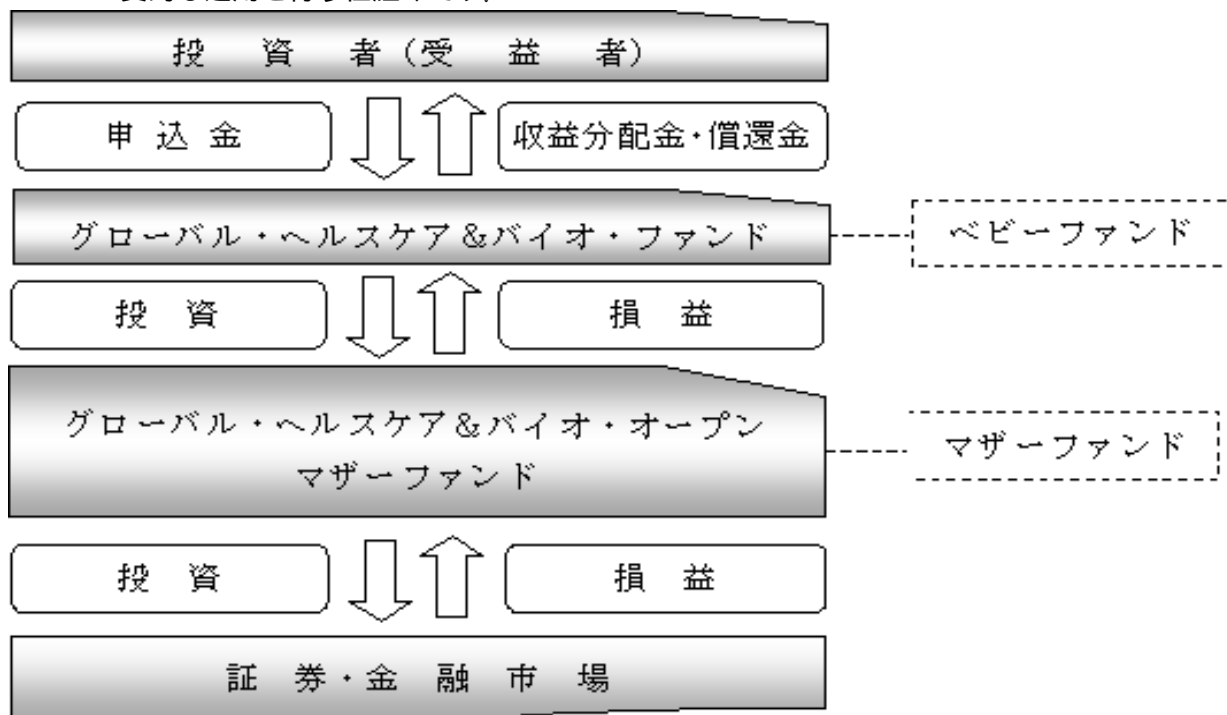 投資者(受益者)
申込金
収益分配金・償還金
グローバル・ヘルスケア&バイオ・ファンド
ベビーファンド
投資
損益
グローバル・ヘルスケア&バイオ・オープン
マザーファンド
マザーファンド
投資
損益
証券・金融市場